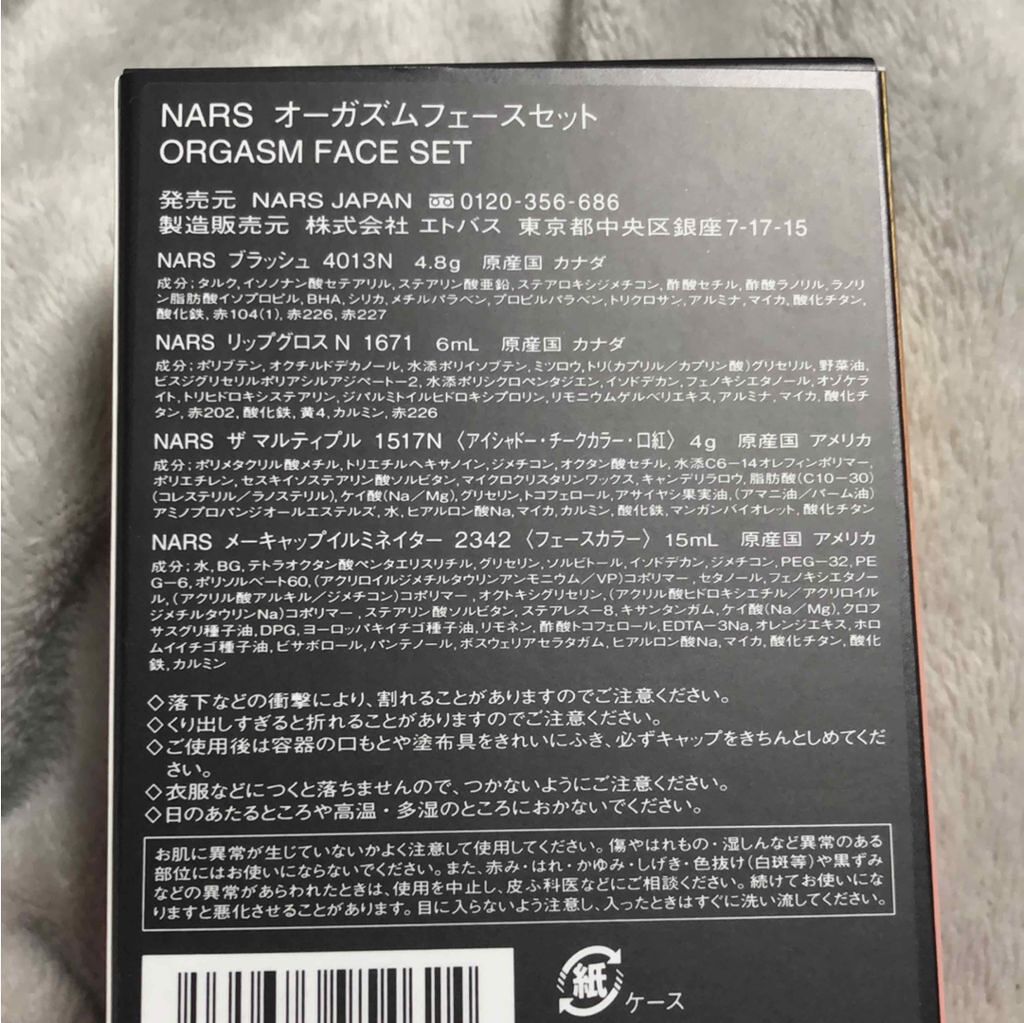 NARS オーガズムフェースセット
ORGASM FACE SET
発売元 NARS JAPAN 0120-356-686
製造販売元 株式会社 エトバス 東京都中央区銀座7-17-15
NARS ブラッシュ 4013N 4.8g 原産国 カナダ
成分;タルク,イソノナン酸セテアリル,ステアリン酸亜鉛,ステアロキシジメチコン,酢酸セチル,酢酸ラノリル,ラノリ
ン脂肪酸イソプロピル,BHA,シリカ,メチルパラベン,プロピルパラベン,トリクロサン,アルミナ,マイカ,酸化チタン,
酸化鉄,赤104(1),赤226,赤227
NARS リップグロスN 1671 6mL 原産国 カナダ
成分;ポリブテン,オクチルドデカノール,水添ポリイソブテン,ミツロウ,トリ(カプリル/カプリン酸)グリセリル,野菜油,
ビスジグリセリルポリアシルアジペート-2,水添ポリシクロペンタジエン,イソドデカン,フェノキシエタノール,オゾケラ
イト,トリヒドロキシステアリン,ジパルミトイルヒドロキシプロリン,リモニウムゲルベリエキス,アルミナ,マイカ,酸化チ
タン,赤202,酸化鉄,黄4,カルミン,赤226
NARS ザ マルティプル 1517N 〈アイシャドー・チークカラー・口紅〉 4g 原産国 アメリカ
成分;ポリメタクリル酸メチル,トリエチルヘキサノイン,ジメチコン,オクタン酸セチル,水添C6-14オレフィンポリマー,
ポリエチレン,セスキイソステアリン酸ソルビタン,マイクロクリスタリンワックス,キャンデリラロウ,脂肪酸(C10-30)
(コレステリル/ラノステリル),ケイ酸(Na/Mg),グリセリン,トコフェロール,アサイヤシ果実油,(アマニ油/パーム油)
アミノプロパンジオールエステルズ,水,ヒアルロン酸Na,マイカ,カルミン,酸化鉄,マンガンバイオレット,酸化チタン
NARS メーキャップイルミネイター 2342 〈フェースカラー〉 15mL 原産国 アメリカ
成分;水,BG,テトラオクタン酸ペンタエリスリチル,グリセリン,ソルビトール,イソドデカン,ジメチコン,PEG-32,PE
G-6,ポリソルベート60,(アクリロイルジメチルタウリンアンモニウム/VP)コポリマー,セタノール,フェノキシエタノー
ル,(アクリル酸アルキル/ジメチコン)コポリマー,オクトキシグリセリン,(アクリル酸ヒドロキシエチル/アクリロイル
ジメチルタウリンNa)コポリマー,ステアリン酸ソルビタン,ステアレス-8,キサンタンガム,ケイ酸(Na/Mg),クロフ
サスグリ種子油,DPG,ヨーロッパキイチゴ種子油,リモネン,酢酸トコフェロール,EDTA-3Na,オレンジエキス,ホロ
ムイイチゴ種子油,ビサボロール,パンテノール,ボスウェリアセラタガム,ヒアルロン酸Na,マイカ,酸化チタン,酸化
鉄,カルミン
◇落下などの衝撃により、割れることがありますのでご注意ください。
◇くり出しすぎると折れることがありますのでご注意ください。
◇ご使用後は容器の口もとや塗布具をきれいにふき、必ずキャップをきちんとしめてくだ
さい。
◇衣服などにつくと落ちませんので、つかないようにご注意ください。
◇日のあたるところや高温・多湿のところにおかないでください。
お肌に異常が生じていないかよく注意して使用してください。傷やはれもの・湿しんなど異常のある
部位にはお使いにならないでください。また、赤み・はれ・かゆみ・しげき・色抜け(白斑等)や黒ずみ
などの異常があらわれたときは、使用を中止し、皮ふ科医などにご相談ください。続けてお使いにな
りますと悪化させることがあります。目に入らないよう注意し、入ったときはすぐに洗い流してください。
紙 ケース